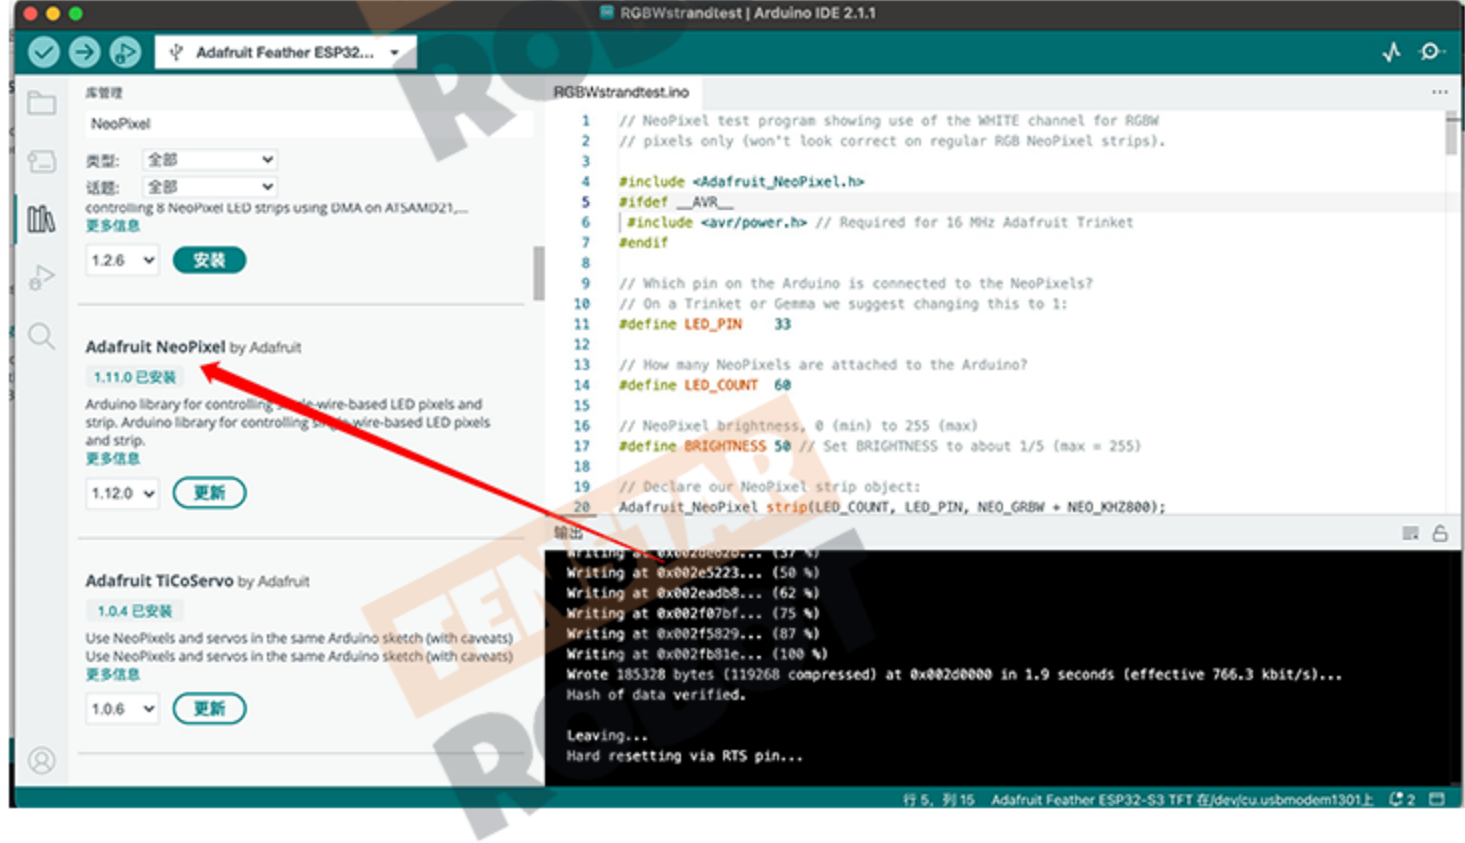 RGBWstrandtest | Arduino IDE 2.1.1
Adafruit Feather ESP32...
库管理
NeoPixel
类型: 全部
话题: 全部
controlling 8 NeoPixel LED strips using DMA on ATSAMD21,...
更多信息
1.2.6 安装
Adafruit NeoPixel by Adafruit
1.11.0 已安装
Arduino library for controlling single-wire-based LED pixels and
strip. Arduino library for controlling single-wire-based LED pixels
and strip.
更多信息
1.12.0 更新
Adafruit TiCoServo by Adafruit
1.0.4 已安装
Use NeoPixels and servos in the same Arduino sketch (with caveats)
Use NeoPixels and servos in the same Arduino sketch (with caveats)
更多信息
1.0.6 更新
RGBWstrandtest.ino
1 // NeoPixel test program showing use of the WHITE channel for RGBW
2 // pixels only (won't look correct on regular RGB NeoPixel strips).
3
4 #include <Adafruit_NeoPixel.h>
5 #ifdef __AVR__
6 #include <avr/power.h> // Required for 16 MHz Adafruit Trinket
7 #endif
8
9 // Which pin on the Arduino is connected to the NeoPixels?
10 // On a Trinket or Gemma we suggest changing this to 1:
11 #define LED_PIN 33
12
13 // How many NeoPixels are attached to the Arduino?
14 #define LED_COUNT 60
15
16 // NeoPixel brightness, 0 (min) to 255 (max)
17 #define BRIGHTNESS 50 // Set BRIGHTNESS to about 1/5 (max = 255)
18
19 // Declare our NeoPixel strip object:
20 Adafruit_NeoPixel strip(LED_COUNT, LED_PIN, NEO_GRBW + NEO_KHZ800);
输出
Writing at 0x002de62b... (37 %)
Writing at 0x002e5223... (50 %)
Writing at 0x002eadb8... (62 %)
Writing at 0x002f07bf... (75 %)
Writing at 0x002f5829... (87 %)
Writing at 0x002fb81e... (100 %)
Wrote 185328 bytes (119268 compressed) at 0x002d0000 in 1.9 seconds (effective 766.3 kbit/s)...
Hash of data verified.
Leaving...
Hard resetting via RTS pin...
行 5，列 15 Adafruit Feather ESP32-S3 TFT 在/dev/cu.usbmodem1301上 2
TENSTAR
ROBOT